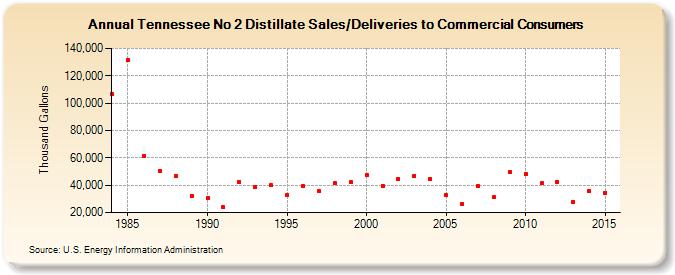 Annual Tennessee No 2 Distillate Sales/Deliveries to Commercial Consumers
Thousand Gallons
140,000
120,000
100,000
80,000
60,000
40,000
20,000
1985 1990 1995 2000 2005 2010 2015
Source: U.S. Energy Information Administration